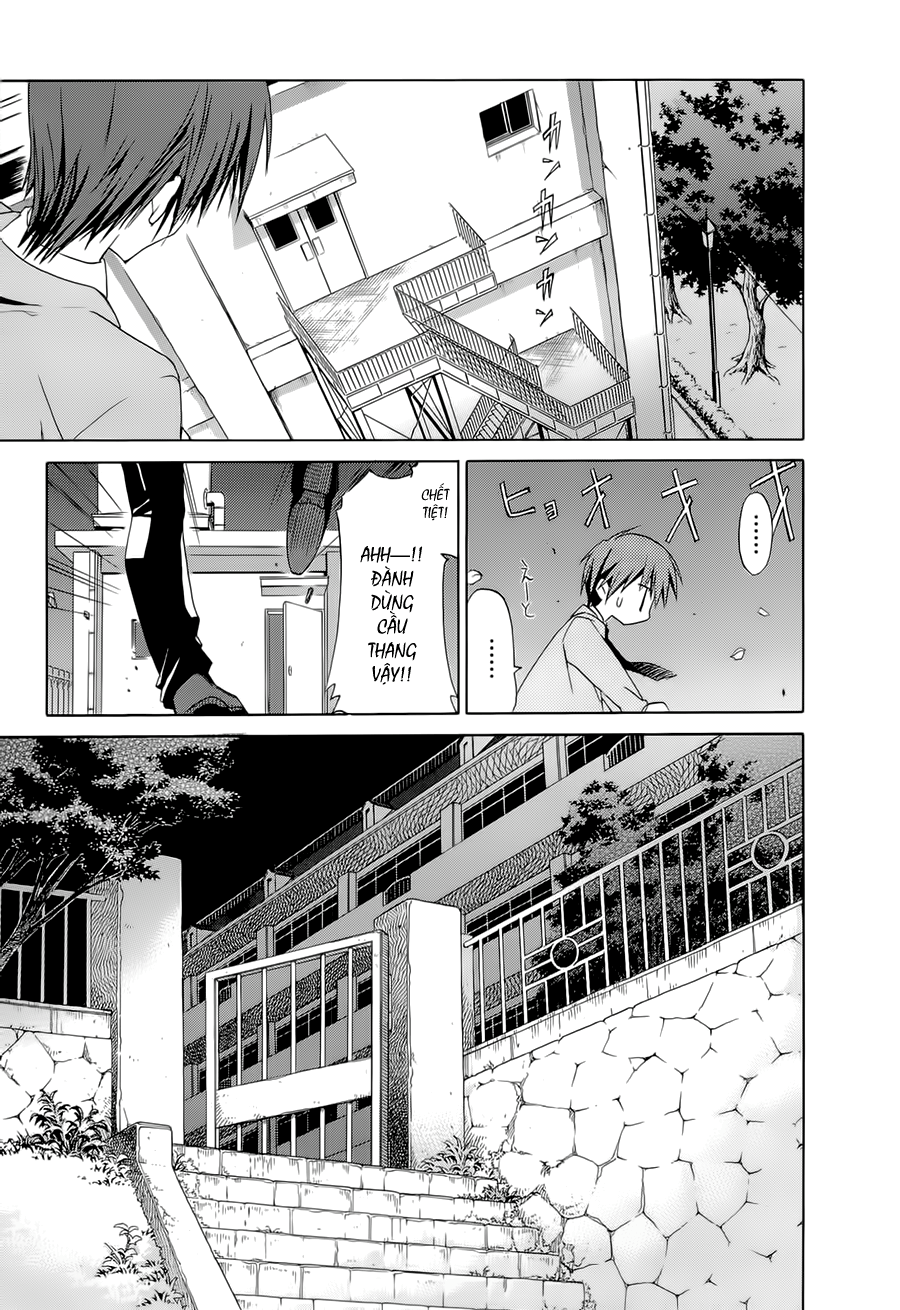 カン
カン
カン
ヒョオオオオ
……
えーと
……
CHẾT
TIỆT!
AHH—!!
ĐÀNH
DÙNG
CẦU
THANG
VẬY!!